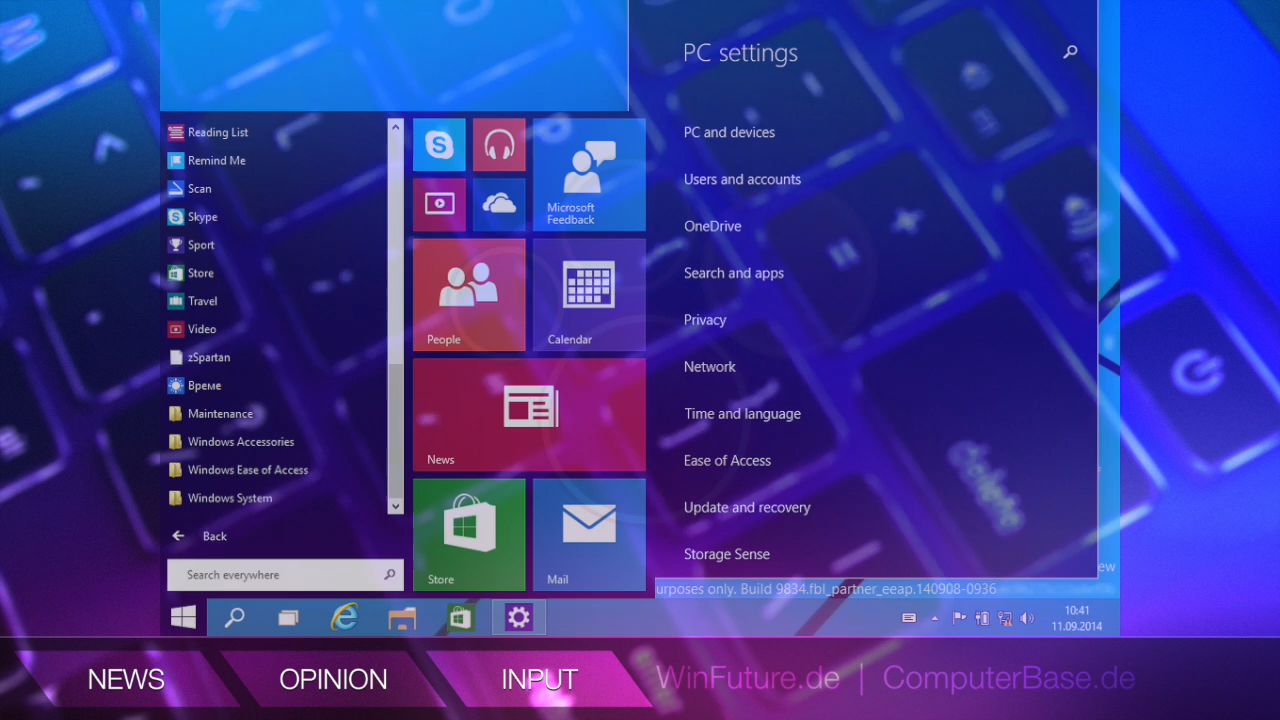 PC settings
PC and devices
Users and accounts
OneDrive
Search and apps
Privacy
Network
Time and language
Ease of Access
Update and recovery
Storage Sense
Reading List
Remind Me
Scan
Skype
Sport
Store
Travel
Video
zSpartan
Време
Maintenance
Windows Accessories
Windows Ease of Access
Windows System
Back
Search everywhere
Microsoft
Feedback
People
Calendar
News
Store
Mail
delete
ew
urposes only. Build 9834.fbl_partner_eeap.140908-0936
10:41
11.09.2014
NEWS
OPINION
INPUT
WinFuture.de | ComputerBase.de